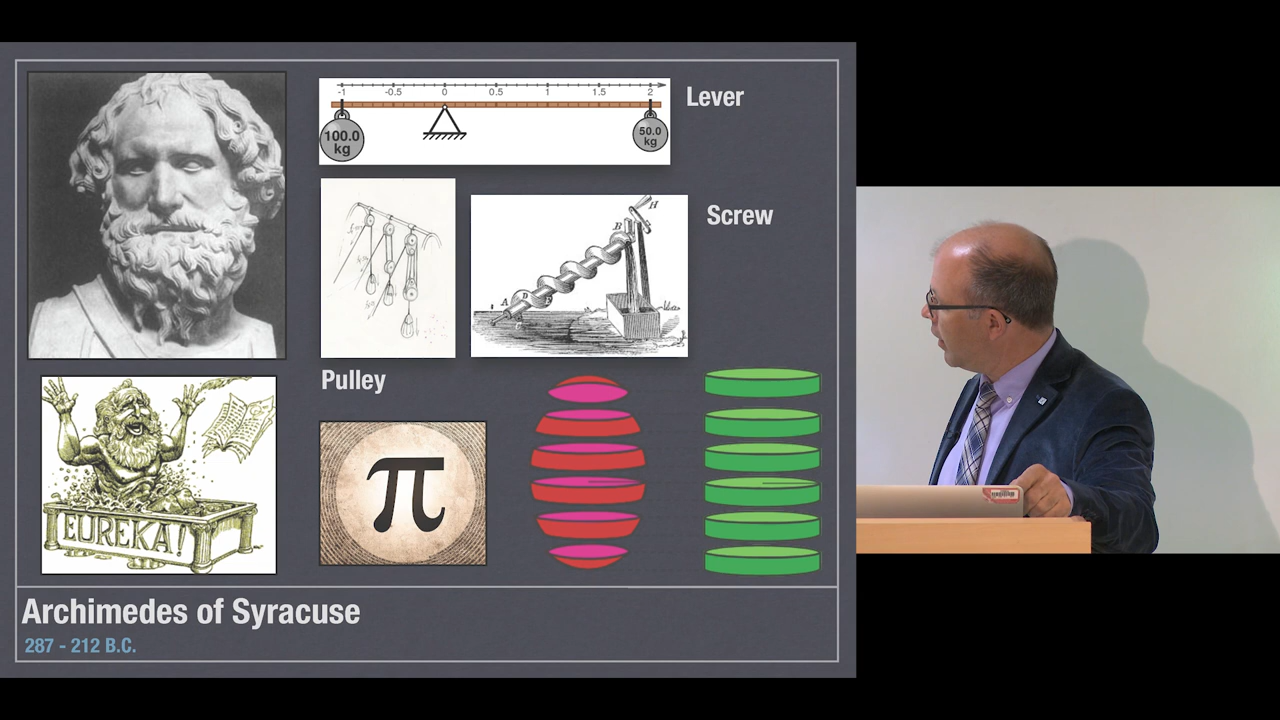 -1 -0.5 0 0.5 1 1.5 2
100.0
kg
50.0
kg
Lever
Screw
H
B
A D E
Pulley
EUREKA!
π
Archimedes of Syracuse
287 - 212 B.C.